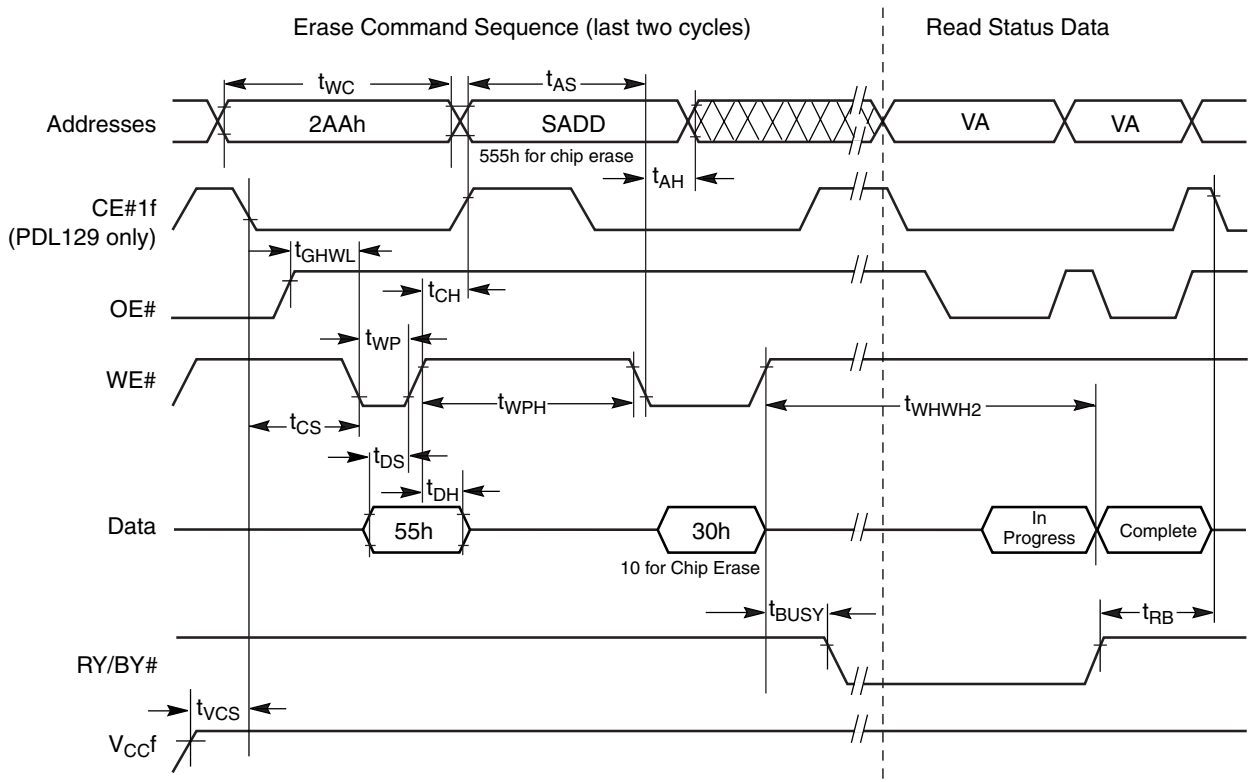 Erase Command Sequence (last two cycles)
Read Status Data
tWC
tAS
Addresses
2AAh
SADD
VA
VA
555h for chip erase
tAH
CE#1f
(PDL129 only)
tGHWL
tCH
OE#
tWP
WE#
tWPH
tWHWH2
tCS
tDS
tDH
Data
55h
30h
In
Progress
Complete
10 for Chip Erase
tBUSY
tRB
RY/BY#
tVCS
VCCf